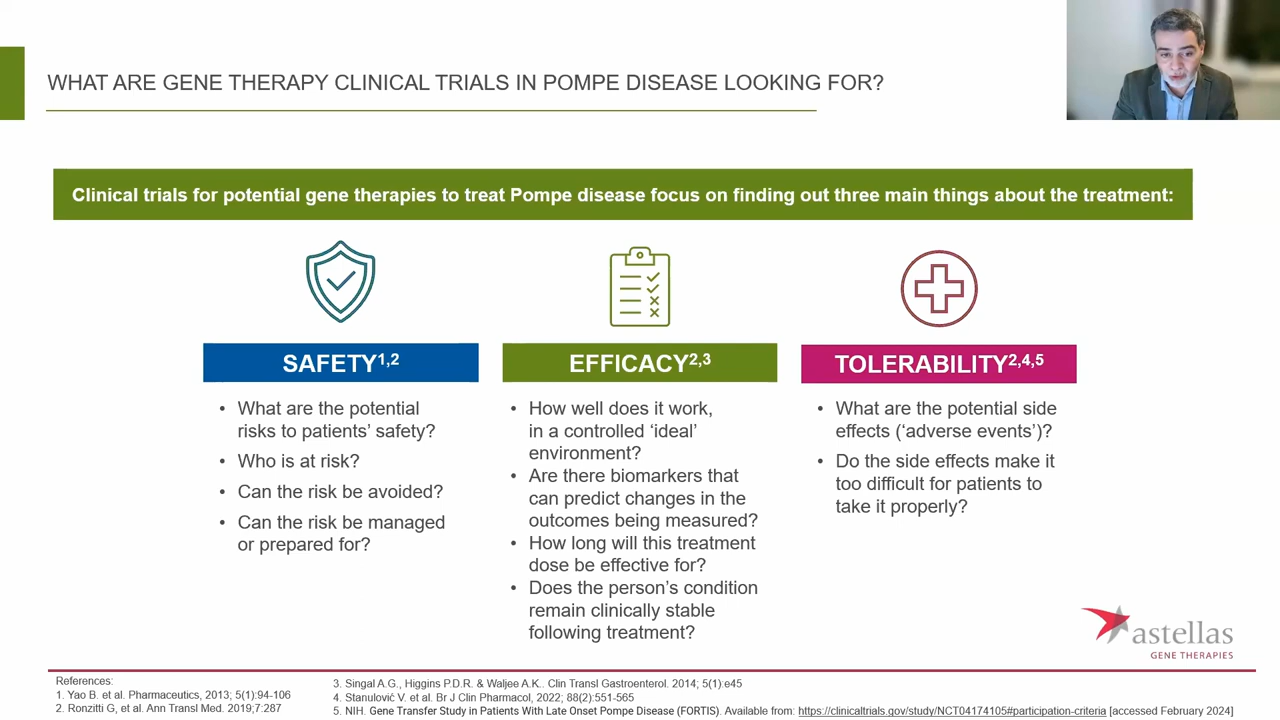 WHAT ARE GENE THERAPY CLINICAL TRIALS IN POMPE DISEASE LOOKING FOR?
Clinical trials for potential gene therapies to treat Pompe disease focus on finding out three main things about the treatment:
SAFETY1,2
• What are the potential
risks to patients’ safety?
• Who is at risk?
• Can the risk be avoided?
• Can the risk be managed
or prepared for?
EFFICACY2,3
• How well does it work,
in a controlled ‘ideal’
environment?
• Are there biomarkers that
can predict changes in the
outcomes being measured?
• How long will this treatment
dose be effective for?
• Does the person’s condition
remain clinically stable
following treatment?
TOLERABILITY2,4,5
• What are the potential side
effects (‘adverse events’)?
• Do the side effects make it
too difficult for patients to
take it properly?
astellas
GENE THERAPIES
References:
1. Yao B. et al. Pharmaceutics, 2013; 5(1):94-106
2. Ronzitti G, et al. Ann Transl Med. 2019;7:287
3. Singal A.G., Higgins P.D.R. & Waljee A.K.. Clin Transl Gastroenterol. 2014; 5(1):e45
4. Stanulović V. et al. Br J Clin Pharmacol, 2022; 88(2):551-565
5. NIH. Gene Transfer Study in Patients With Late Onset Pompe Disease (FORTIS). Available from: https://clinicaltrials.gov/study/NCT04174105#participation-criteria [accessed February 2024]